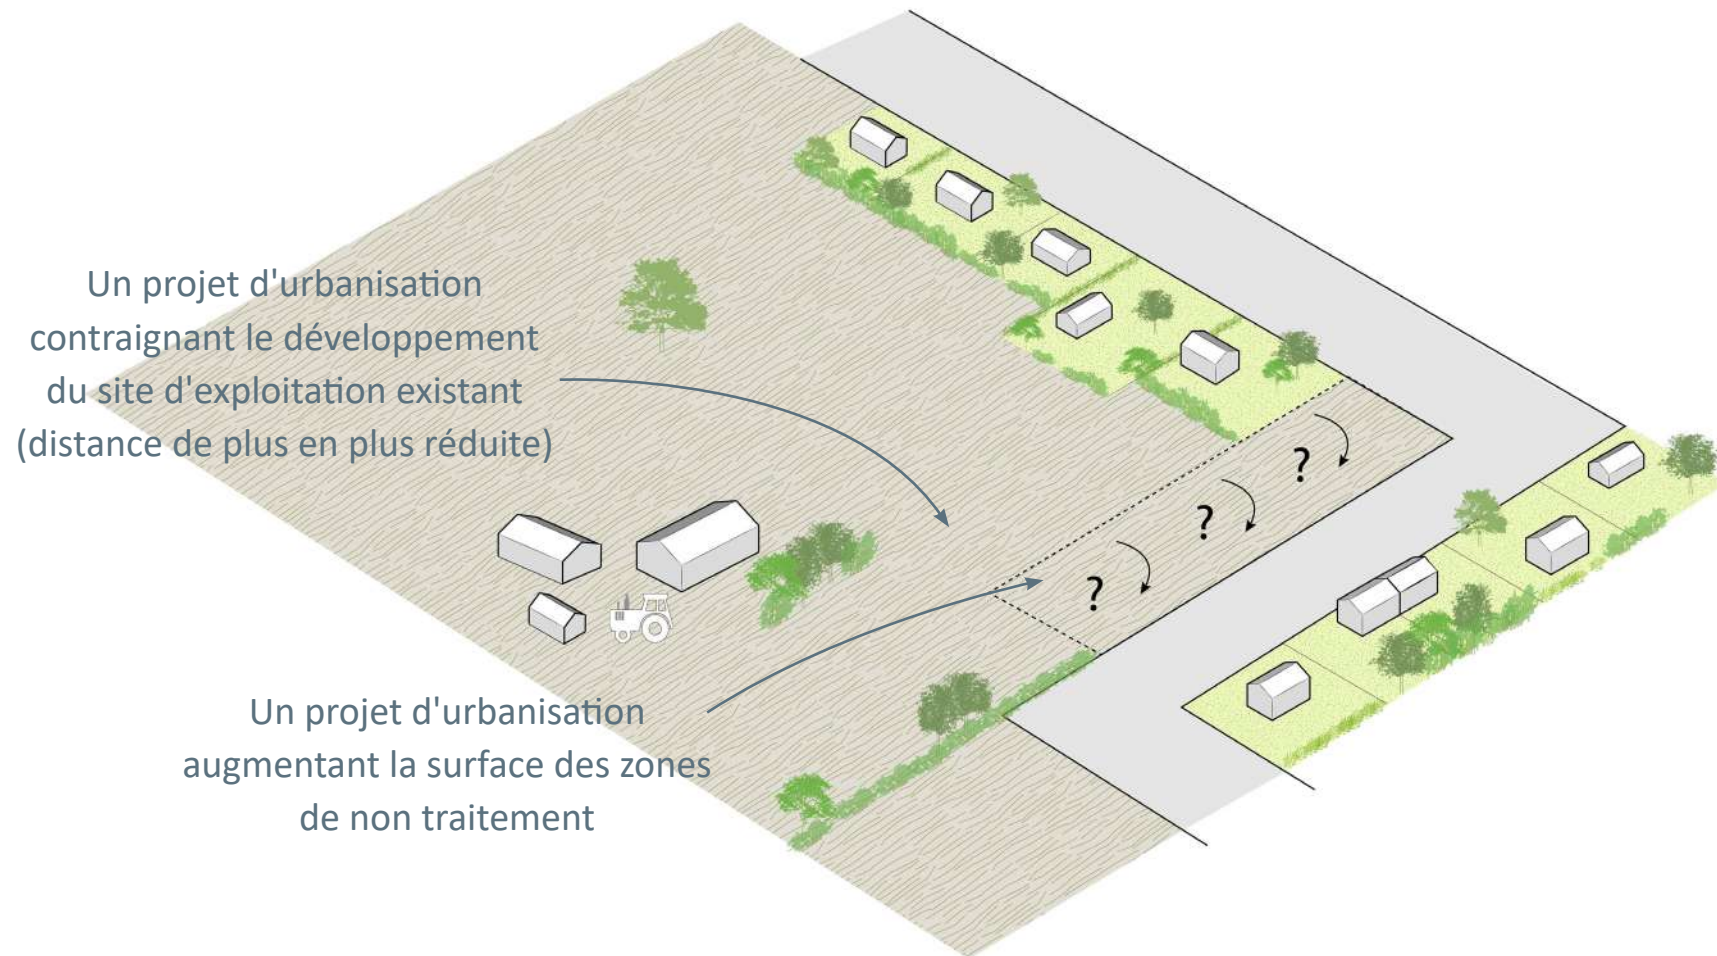 Un projet d'urbanisation
contraignant le développement
du site d'exploitation existant
(distance de plus en plus réduite)
?
?
?
Un projet d'urbanisation
augmentant la surface des zones
de non traitement